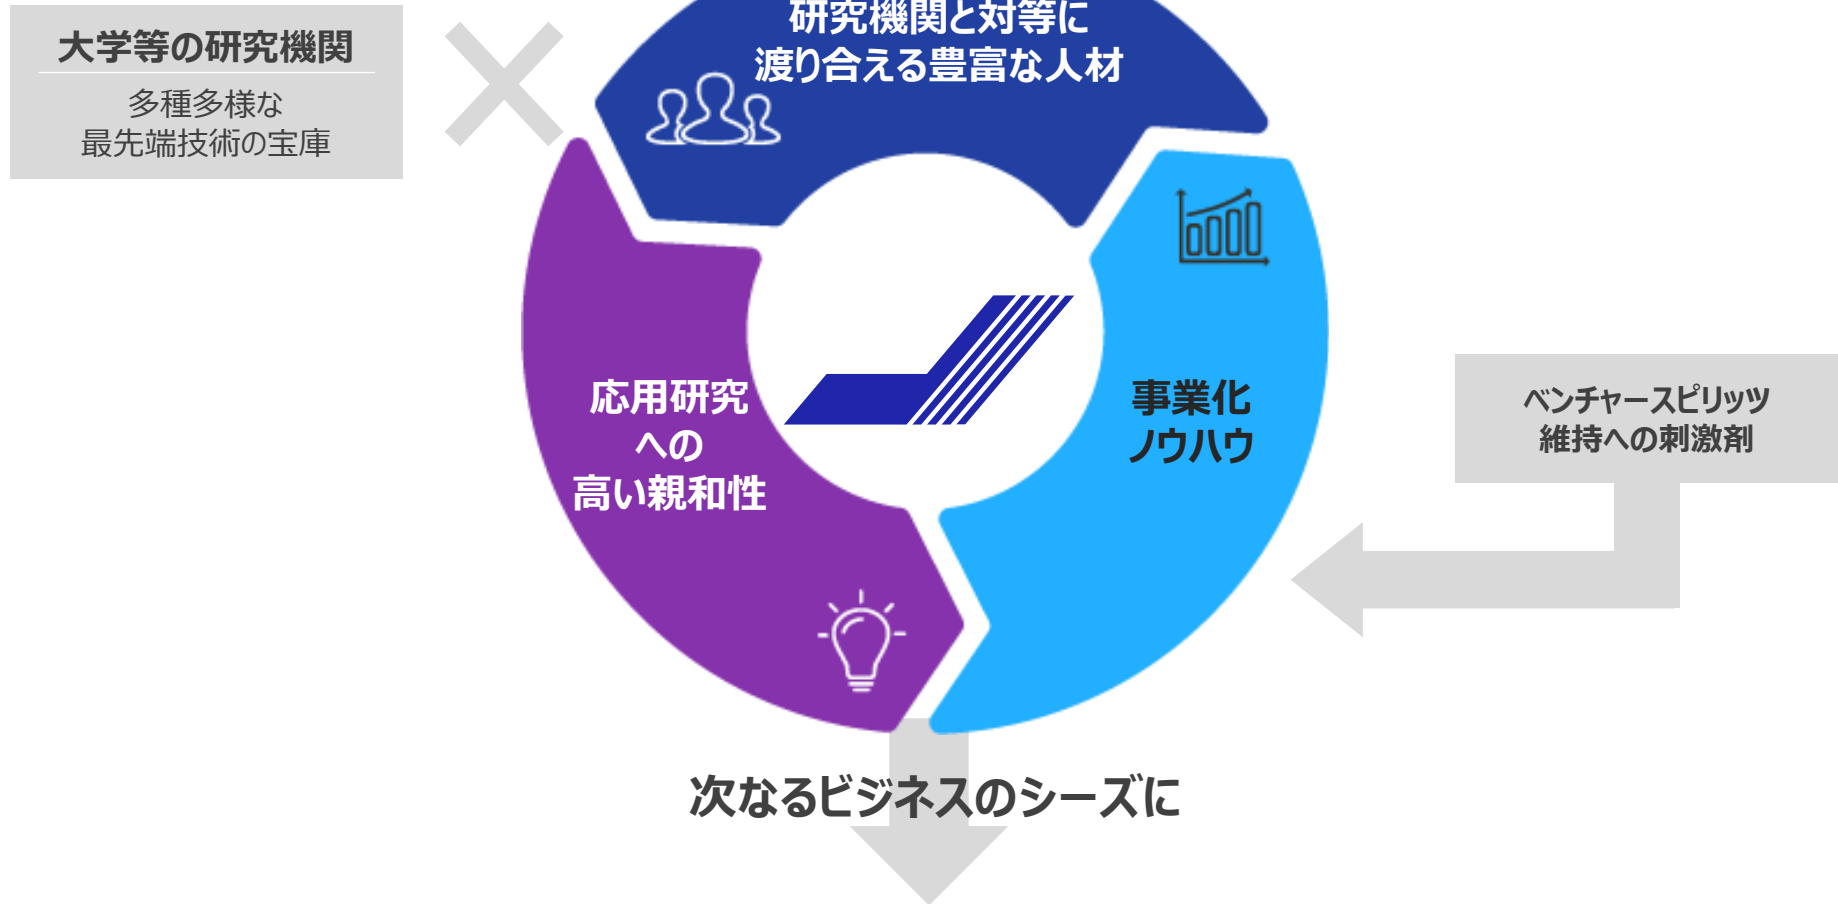 大学等の研究機関
多種多様な
最先端技術の宝庫
研究機関と対等に
渡り合える豊富な人材
応用研究
への
高い親和性
事業化
ノウハウ
ベンチャースピリッツ
維持への刺激剤
次なるビジネスのシーズに